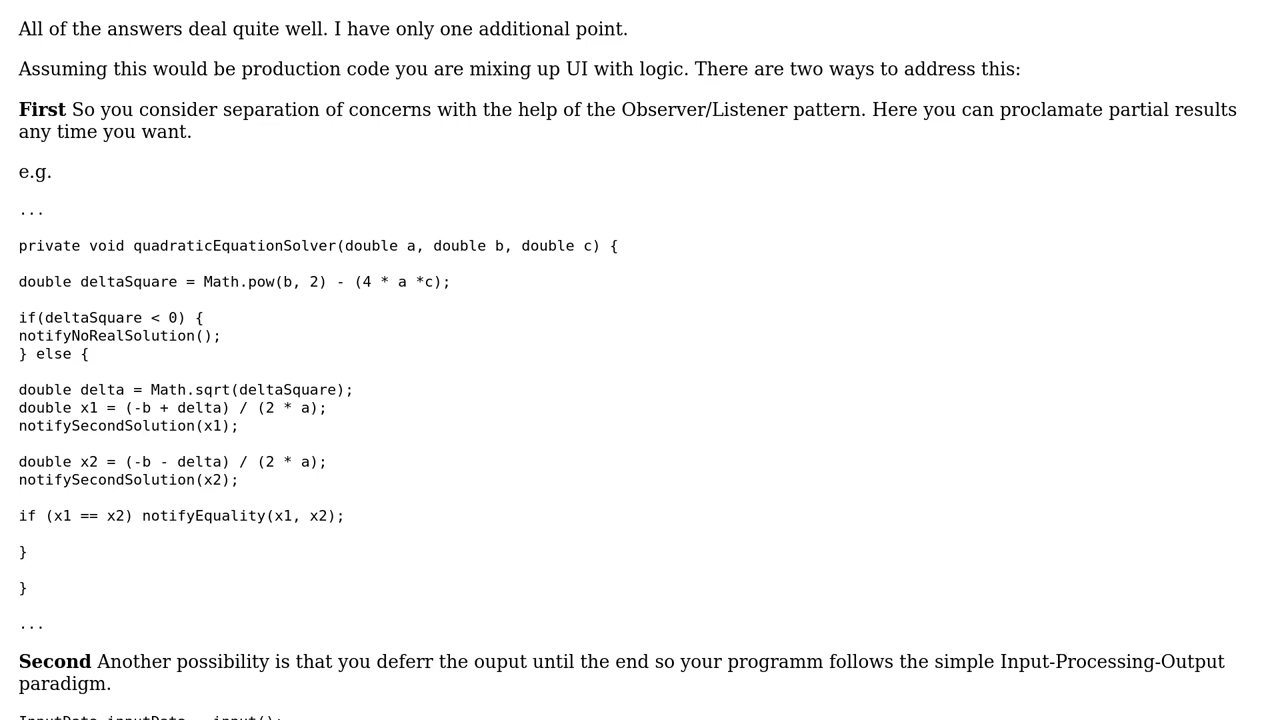 All of the answers deal quite well. I have only one additional point.
Assuming this would be production code you are mixing up UI with logic. There are two ways to address this:
First So you consider separation of concerns with the help of the Observer/Listener pattern. Here you can proclamate partial results
any time you want.
e.g.
...
private void quadraticEquationSolver(double a, double b, double c) {
double deltaSquare = Math.pow(b, 2) - (4 * a *c);
if(deltaSquare < 0) {
notifyNoRealSolution();
} else {
double delta = Math.sqrt(deltaSquare);
double x1 = (-b + delta) / (2 * a);
notifySecondSolution(x1);
double x2 = (-b - delta) / (2 * a);
notifySecondSolution(x2);
if (x1 == x2) notifyEquality(x1, x2);
}
}
...
Second Another possibility is that you deferr the ouput until the end so your programm follows the simple Input-Processing-Output
paradigm.
InputData inputData = input();